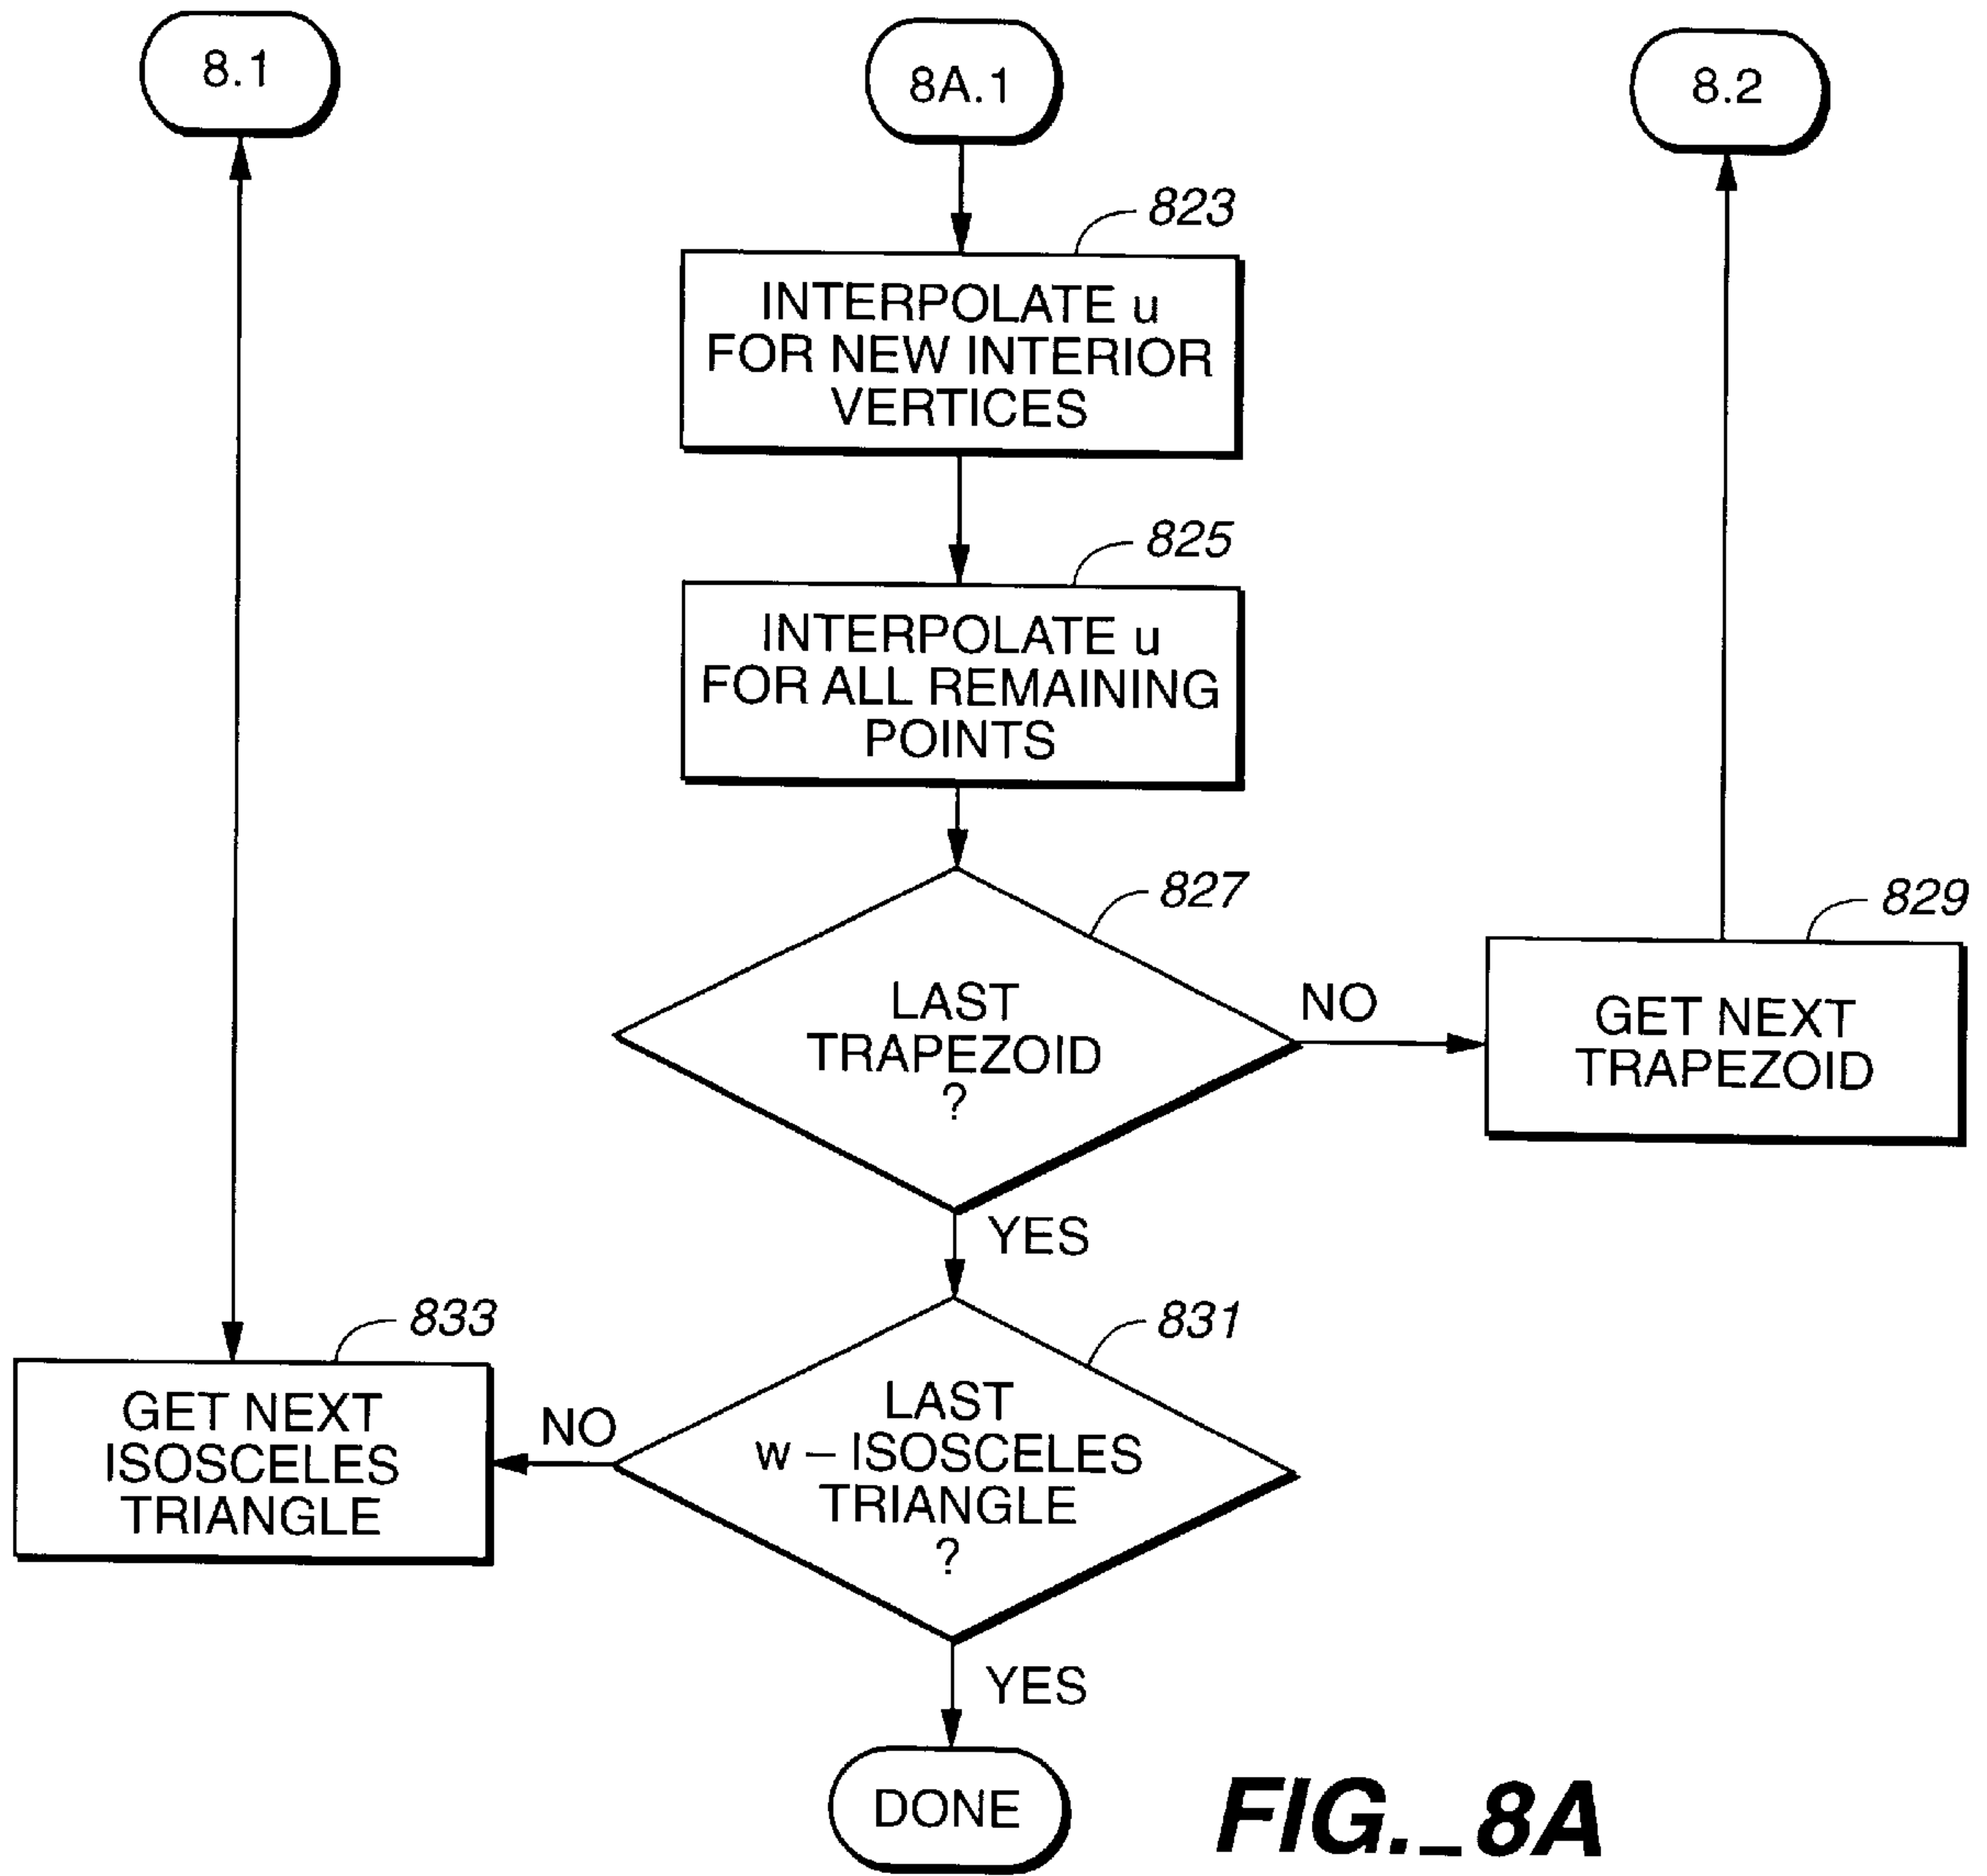 8.1
8A.1
8.2
823
INTERPOLATE u
FOR NEW INTERIOR
VERTICES
825
INTERPOLATE u
FOR ALL REMAINING
POINTS
827
LAST
TRAPEZOID
?
NO
829
GET NEXT
TRAPEZOID
YES
833
GET NEXT
ISOSCELES
TRIANGLE
NO
831
LAST
w – ISOSCELES
TRIANGLE
?
YES
DONE
FIG._8A